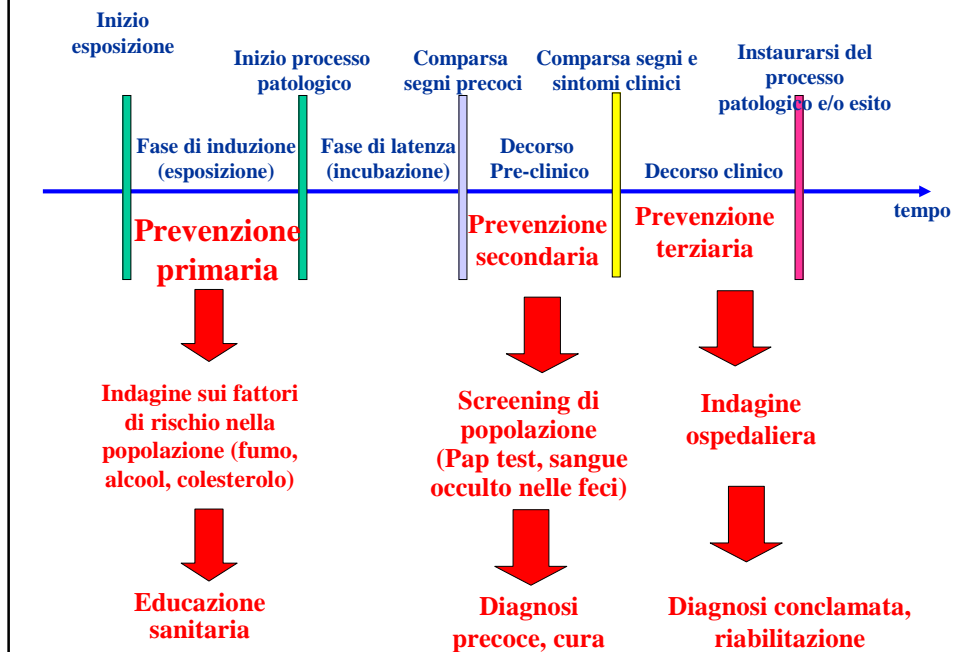 Inizio
esposizione
Inizio processo
patologico
Comparsa
segni precoci
Comparsa segni e
sintomi clinici
Instaurarsi del
processo
patologico e/o esito
Fase di induzione
(esposizione)
Fase di latenza
(incubazione)
Decorso
Pre-clinico
Decorso clinico
tempo
Prevenzione
primaria
Prevenzione
secondaria
Prevenzione
terziaria
Indagine sui fattori
di rischio nella
popolazione (fumo,
alcool, colesterolo)
Screening di
popolazione
(Pap test, sangue
occulto nelle feci)
Indagine
ospedaliera
Educazione
sanitaria
Diagnosi
precoce, cura
Diagnosi conclamata,
riabilitazione